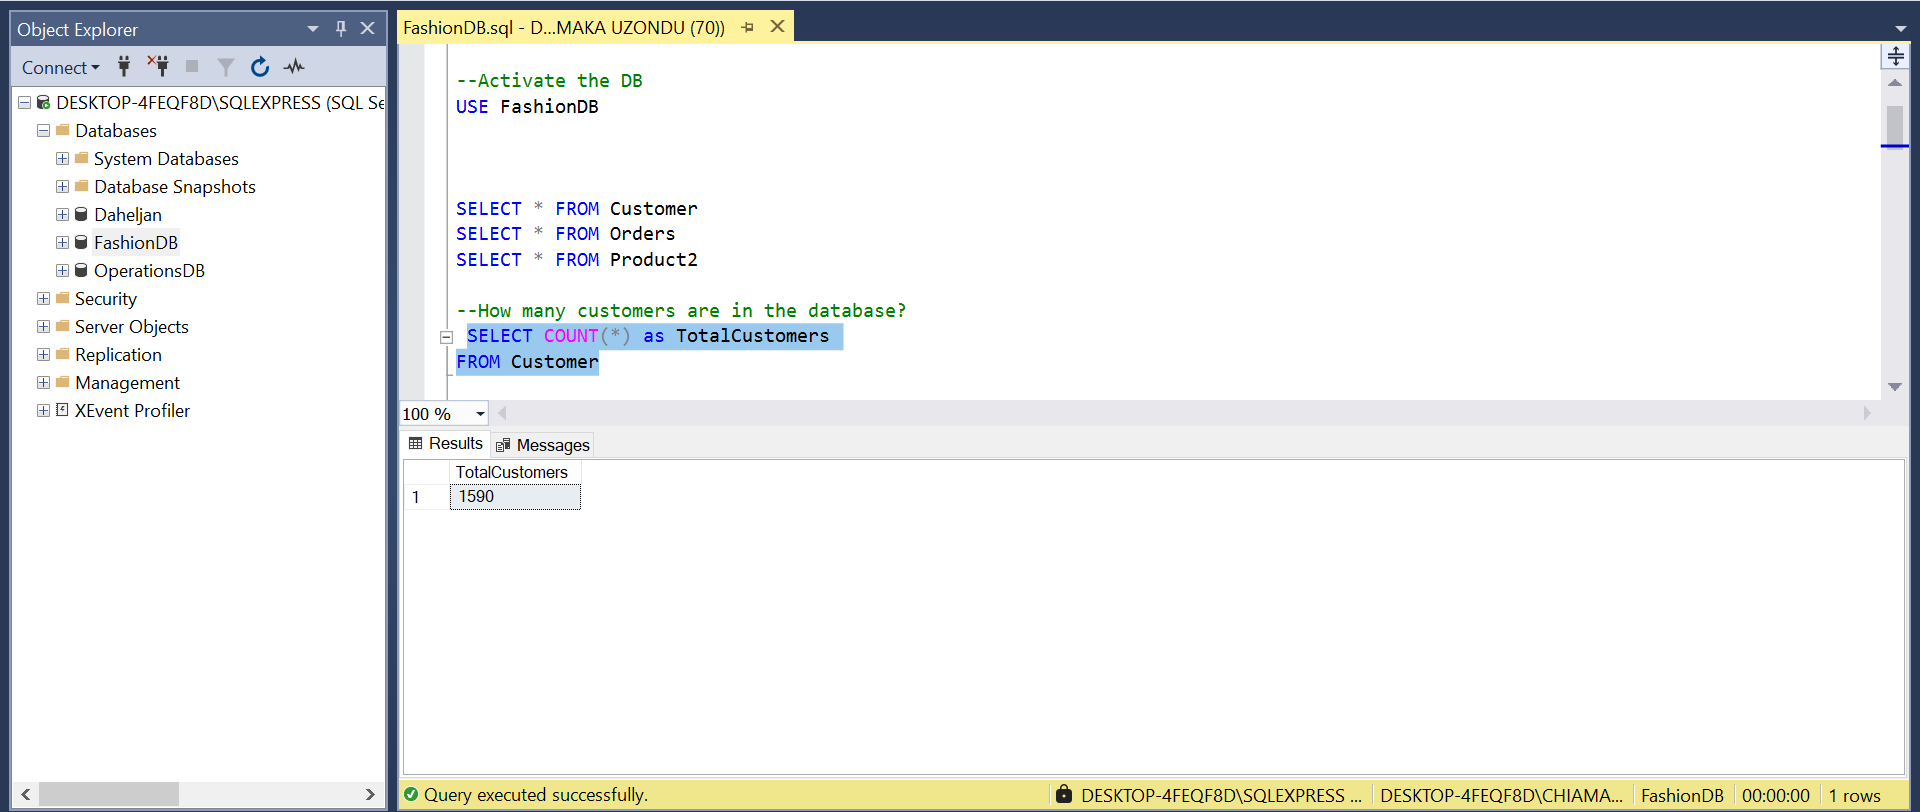 Object Explorer
Connect
DESKTOP-4FEQF8D\SQLEXPRESS (SQL Se
Databases
System Databases
Database Snapshots
Daheljan
FashionDB
OperationsDB
Security
Server Objects
Replication
Management
XEvent Profiler
FashionDB.sql - D...MAKA UZONDU (70))
--Activate the DB
USE FashionDB
SELECT * FROM Customer
SELECT * FROM Orders
SELECT * FROM Product2
--How many customers are in the database?
SELECT COUNT(*) as TotalCustomers
FROM Customer
100 %
Results Messages
TotalCustomers
1 1590
Query executed successfully. DESKTOP-4FEQF8D\SQLEXPRESS ... DESKTOP-4FEQF8D\CHIAMA... FashionDB 00:00:00 1 rows